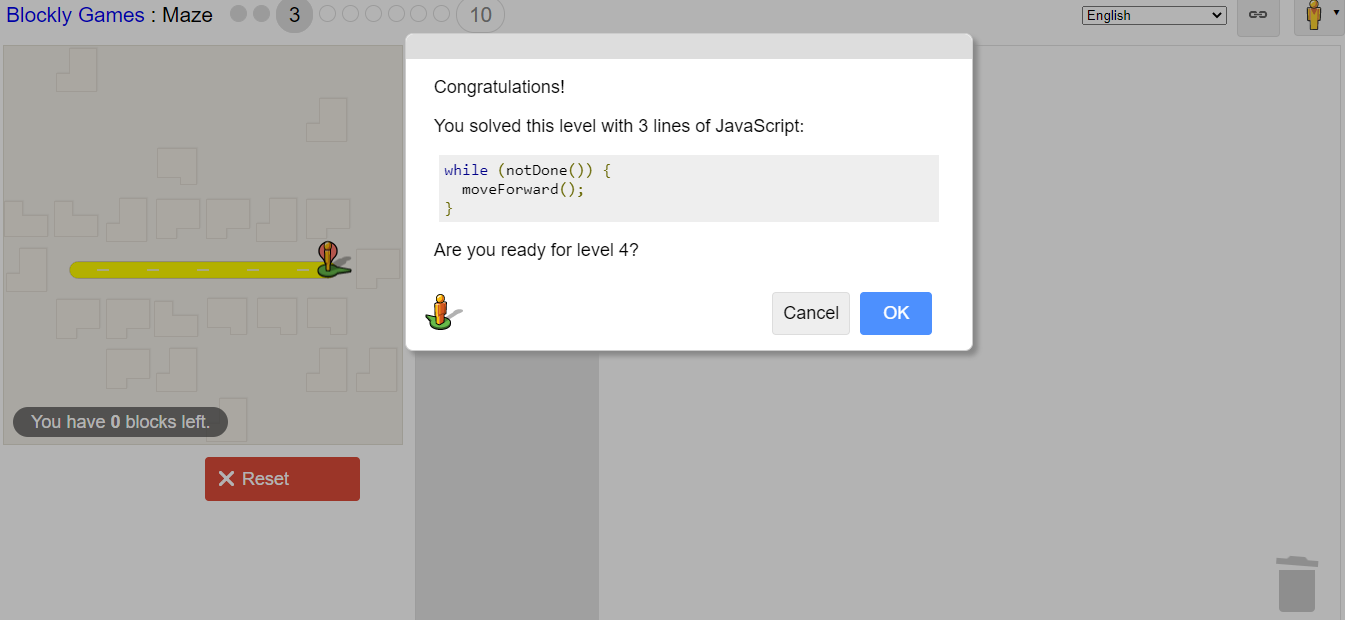 Blockly Games : Maze 3 10 English
Congratulations!
You solved this level with 3 lines of JavaScript:
while (notDone()) {
  moveForward();
}
Are you ready for level 4?
Cancel OK
You have 0 blocks left.
Reset